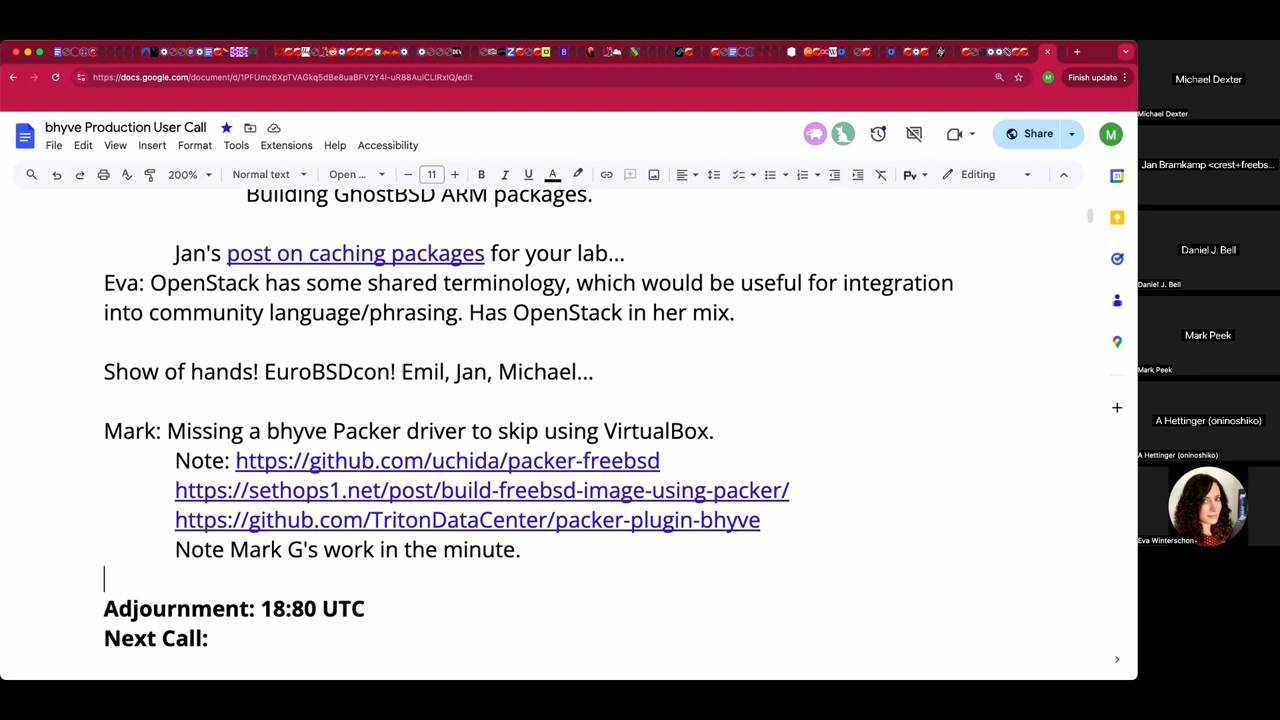 https://docs.google.com/document/d/1PFUmz6XpTVAGkq5dBe8uaBFV2Y4i-uR88AuiCLIRxIQ/edit
Finish update
bhyve Production User Call
File Edit View Insert Format Tools Extensions Help Accessibility
Share
M
200% Normal text Open ... 11 Editing
Building GhostBSD ARM packages.
Jan's post on caching packages for your lab...
Eva: OpenStack has some shared terminology, which would be useful for integration
into community language/phrasing. Has OpenStack in her mix.
Show of hands! EuroBSDcon! Emil, Jan, Michael...
Mark: Missing a bhyve Packer driver to skip using VirtualBox.
Note: https://github.com/uchida/packer-freebsd
https://sethops1.net/post/build-freebsd-image-using-packer/
https://github.com/TritonDataCenter/packer-plugin-bhyve
Note Mark G's work in the minute.
Adjournment: 18:80 UTC
Next Call:
Michael Dexter
Michael Dexter
Jan Bramkamp <crest+freebs...
Daniel J. Bell
Daniel J. Bell
Mark Peek
Mark Peek
A Hettinger (oninoshiko)
A Hettinger (oninoshiko)
Eva Winterschon